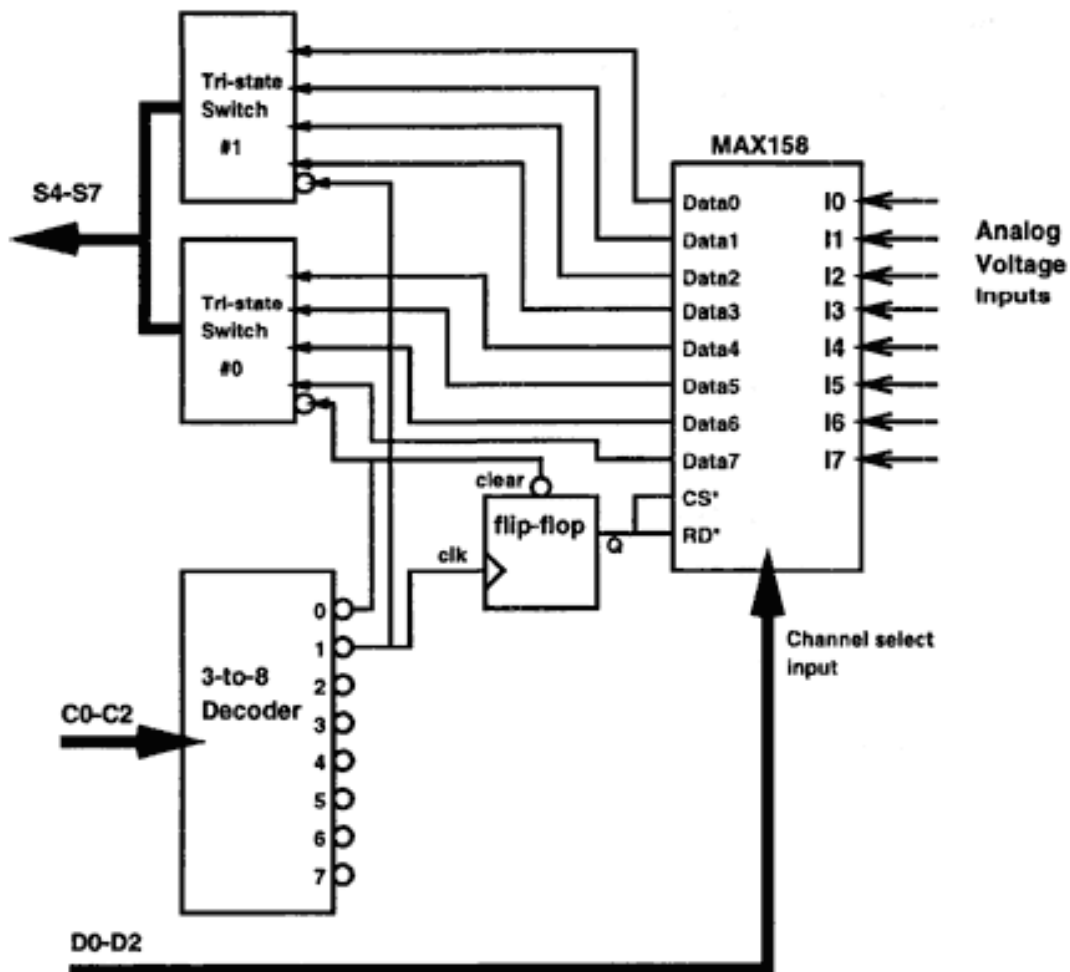 Tri-state
Switch
#1
S4-S7
Tri-state
Switch
#0
MAX158
Data0
Data1
Data2
Data3
Data4
Data5
Data6
Data7
CS*
RD*
I0
I1
I2
I3
I4
I5
I6
I7
Analog
Voltage
Inputs
clear
flip-flop
Q
clk
0
1
2
3
4
5
6
7
3-to-8
Decoder
C0-C2
Channel select
input
D0-D2